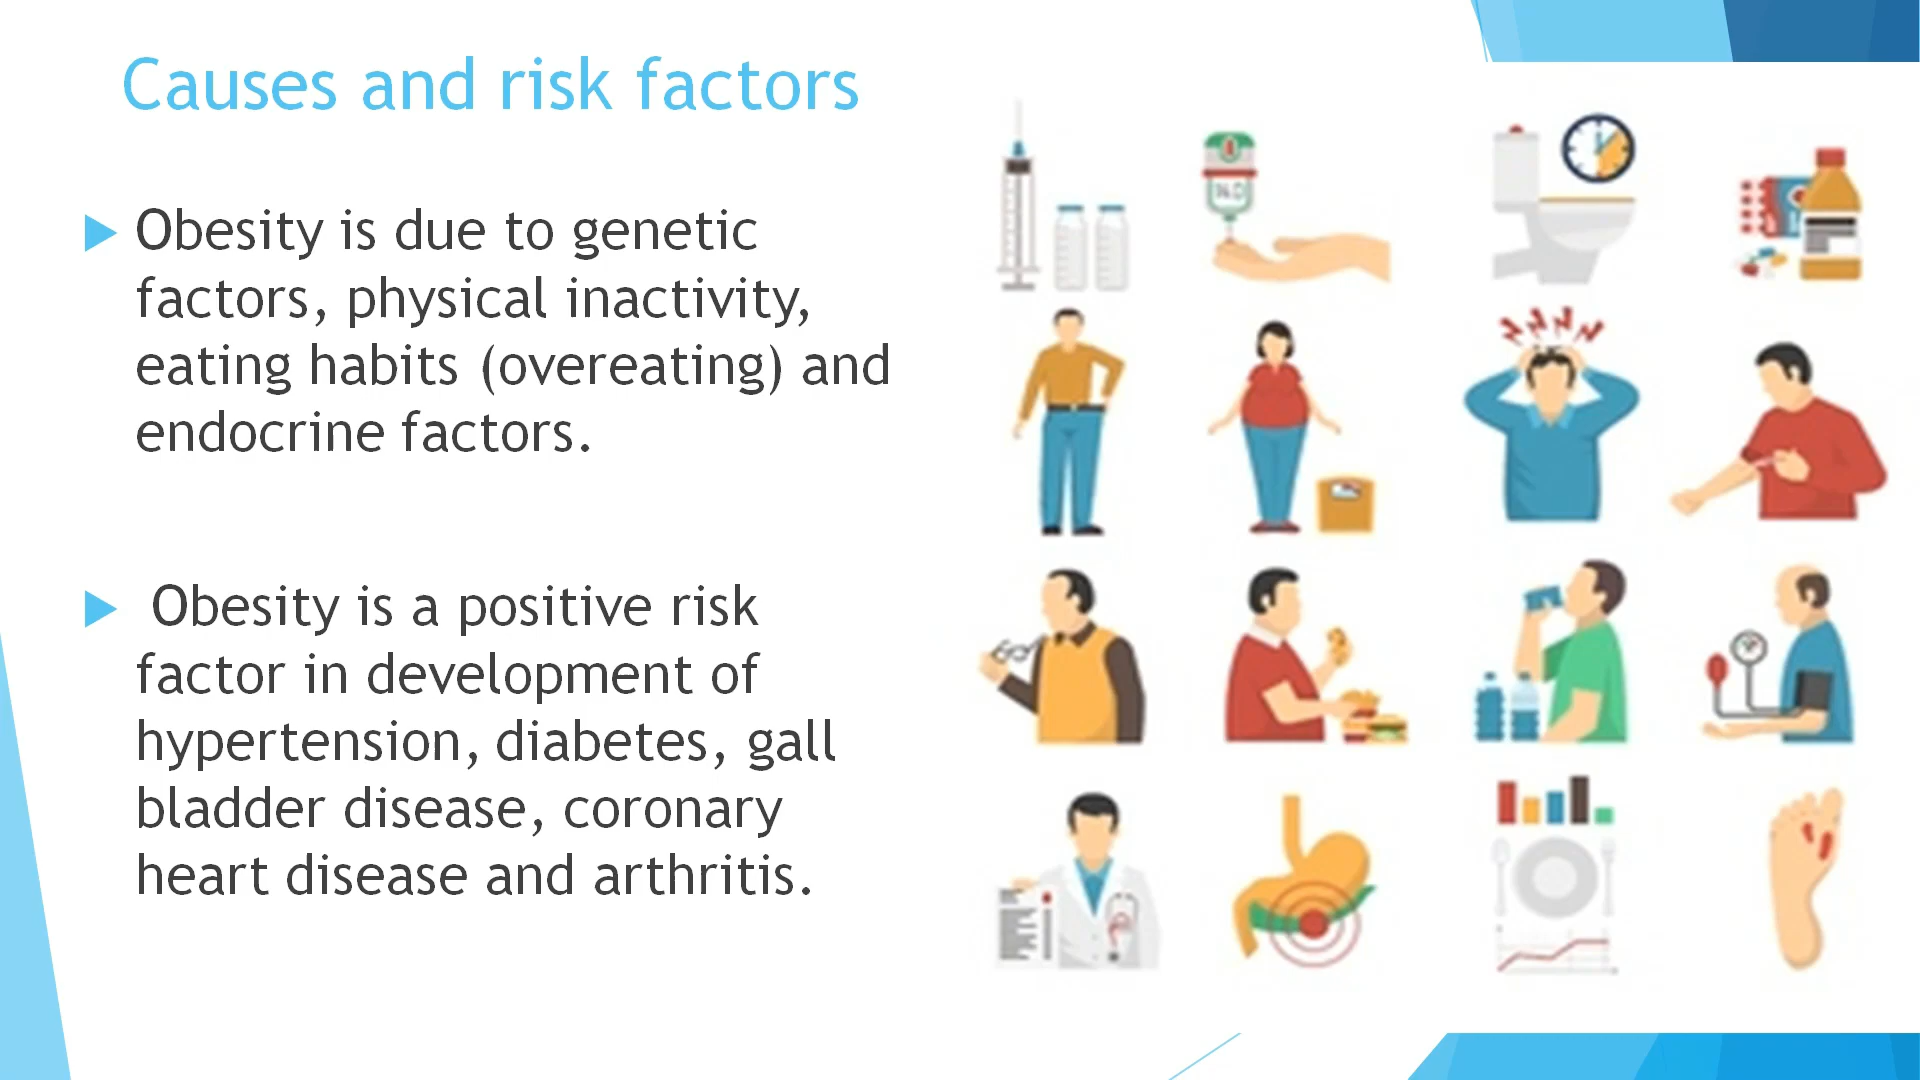 Causes and risk factors
Obesity is due to genetic
factors, physical inactivity,
eating habits (overeating) and
endocrine factors.
Obesity is a positive risk
factor in development of
hypertension, diabetes, gall
bladder disease, coronary
heart disease and arthritis.